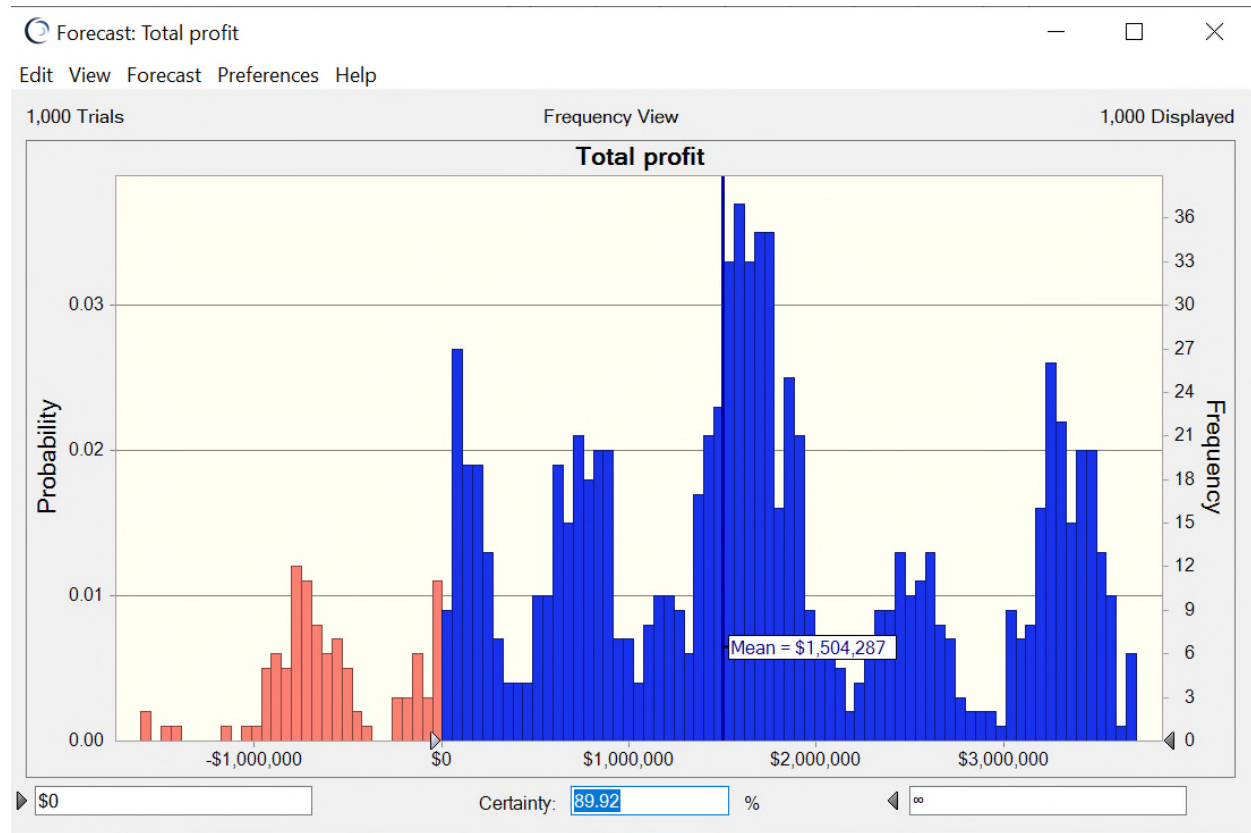 Forecast: Total profit
Edit View Forecast Preferences Help
1,000 Trials Frequency View 1,000 Displayed
Total profit
Probability
0.03
0.02
0.01
0.00
36
33
30
27
24
21
18
15
12
9
6
3
0
Frequency
Mean = $1,504,287
-$1,000,000 $0 $1,000,000 $2,000,000 $3,000,000
$0 Certainty: 89.92 % ∞